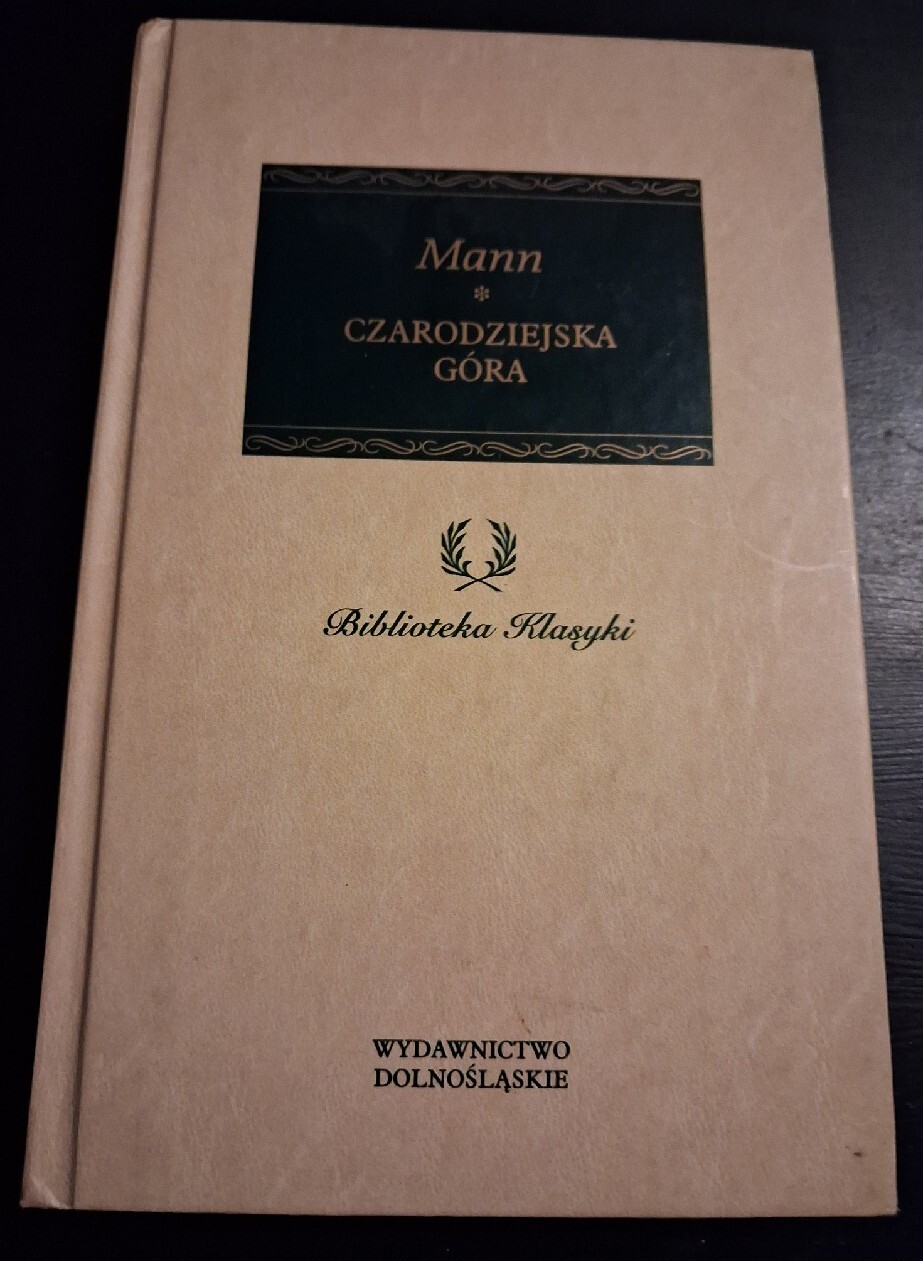 Mann
CZARODZIEJSKA
GÓRA
Biblioteka Klasyki
WYDAWNICTWO
DOLNOŚLĄSKIE